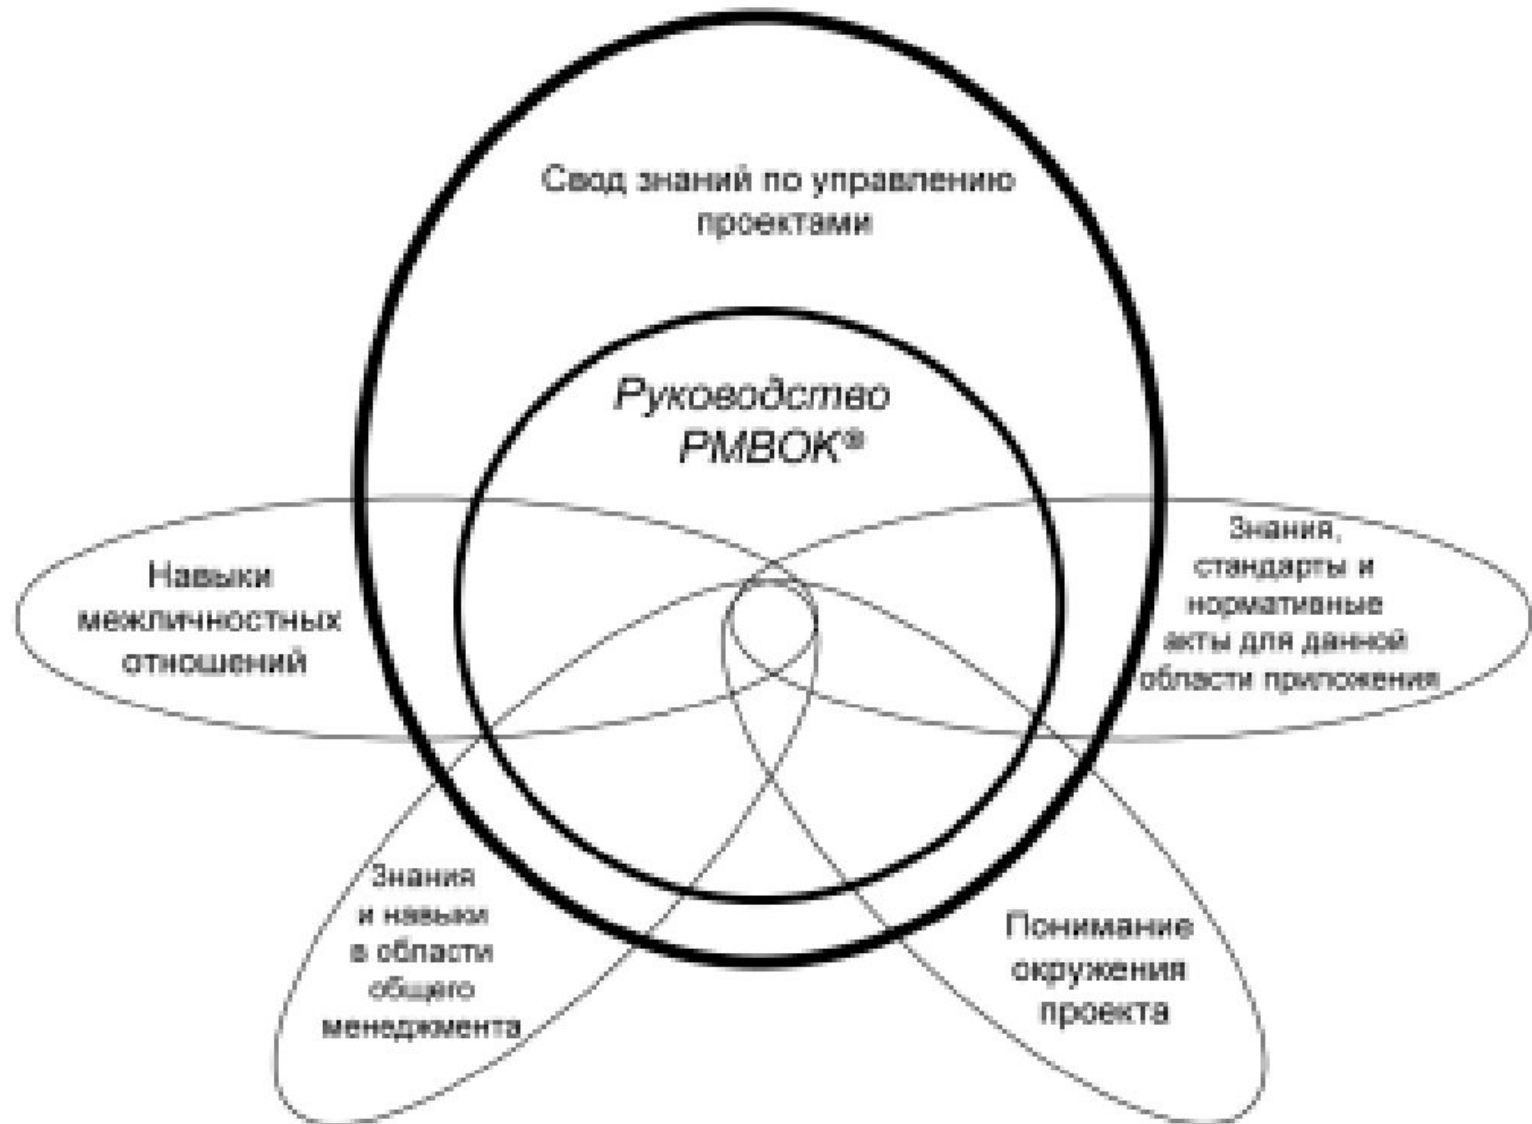 Свод знаний по управлению
проектами
Руководство
PMBOK®
Навыки
межличностных
отношений
Знания,
стандарты и
нормативные
акты для данной
области приложения
Знания
и навыки
в области
общего
менеджмента
Понимание
окружения
проекта